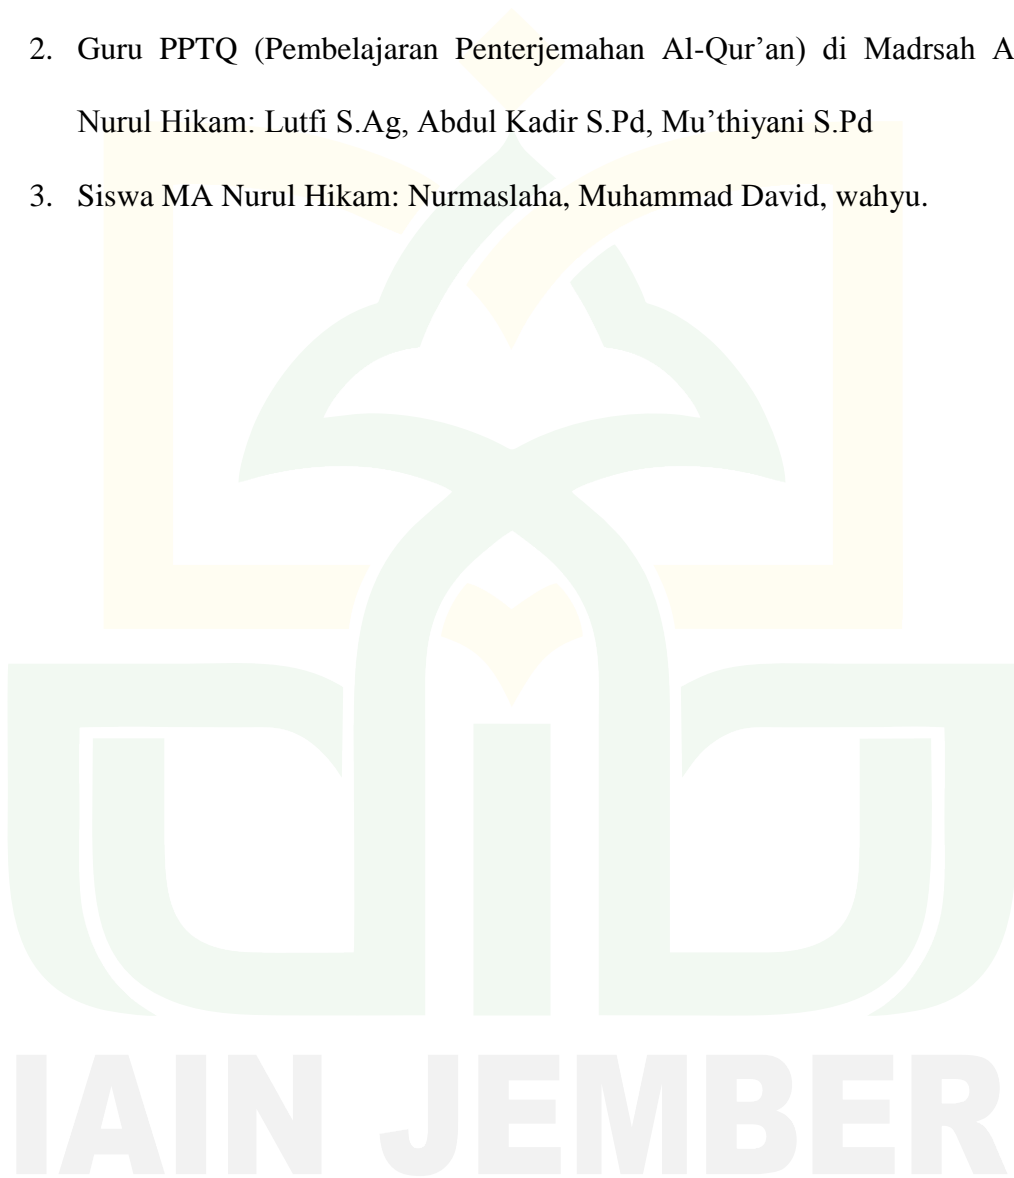 2. Guru PPTQ (Pembelajaran Penterjemahan Al-Qur’an) di Madrsah A
Nurul Hikam: Lutfi S.Ag, Abdul Kadir S.Pd, Mu’thiyani S.Pd
3. Siswa MA Nurul Hikam: Nurmaslaha, Muhammad David, wahyu.
IAIN JEMBER